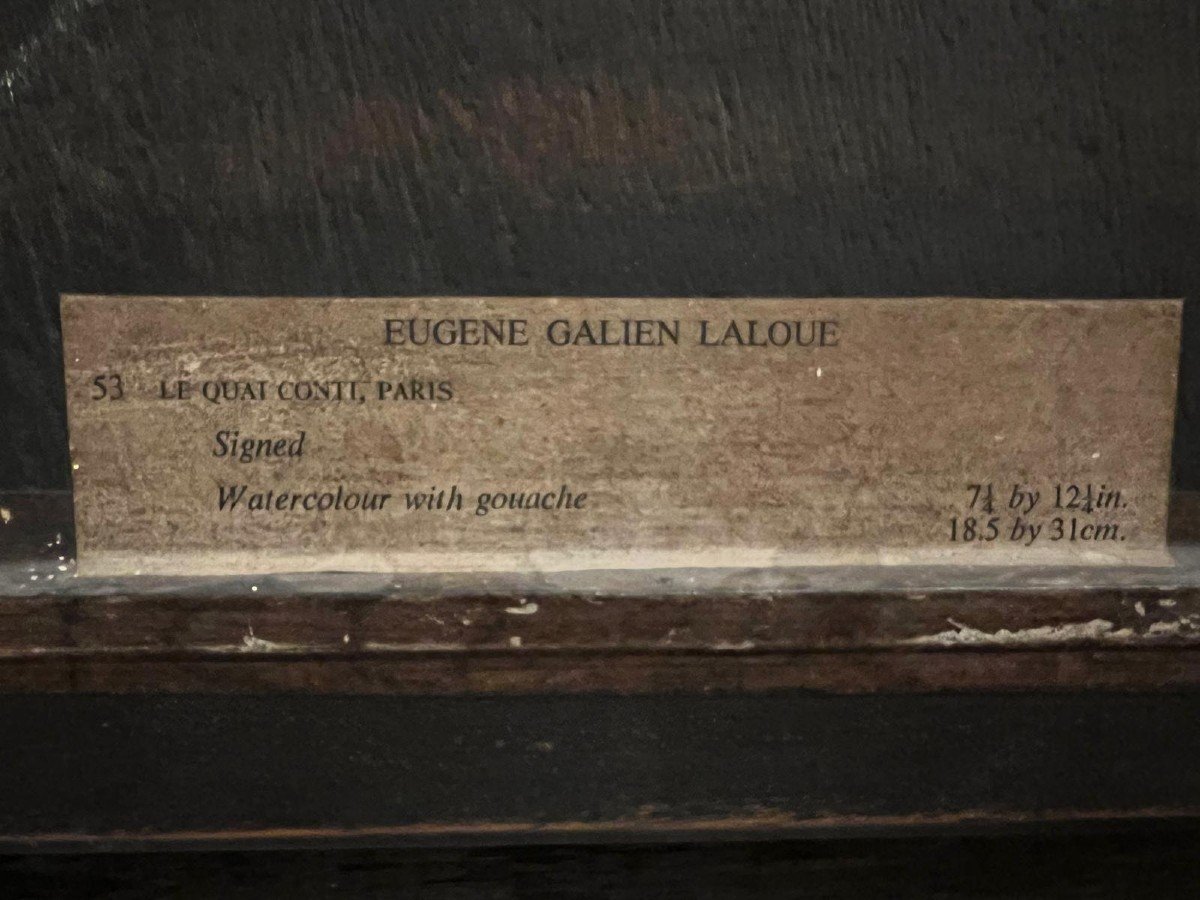 EUGENE GALIEN LALOUE
53 LE QUAI CONTI, PARIS
Signed
Watercolour with gouache 7¼ by 12¼in.
18.5 by 31cm.